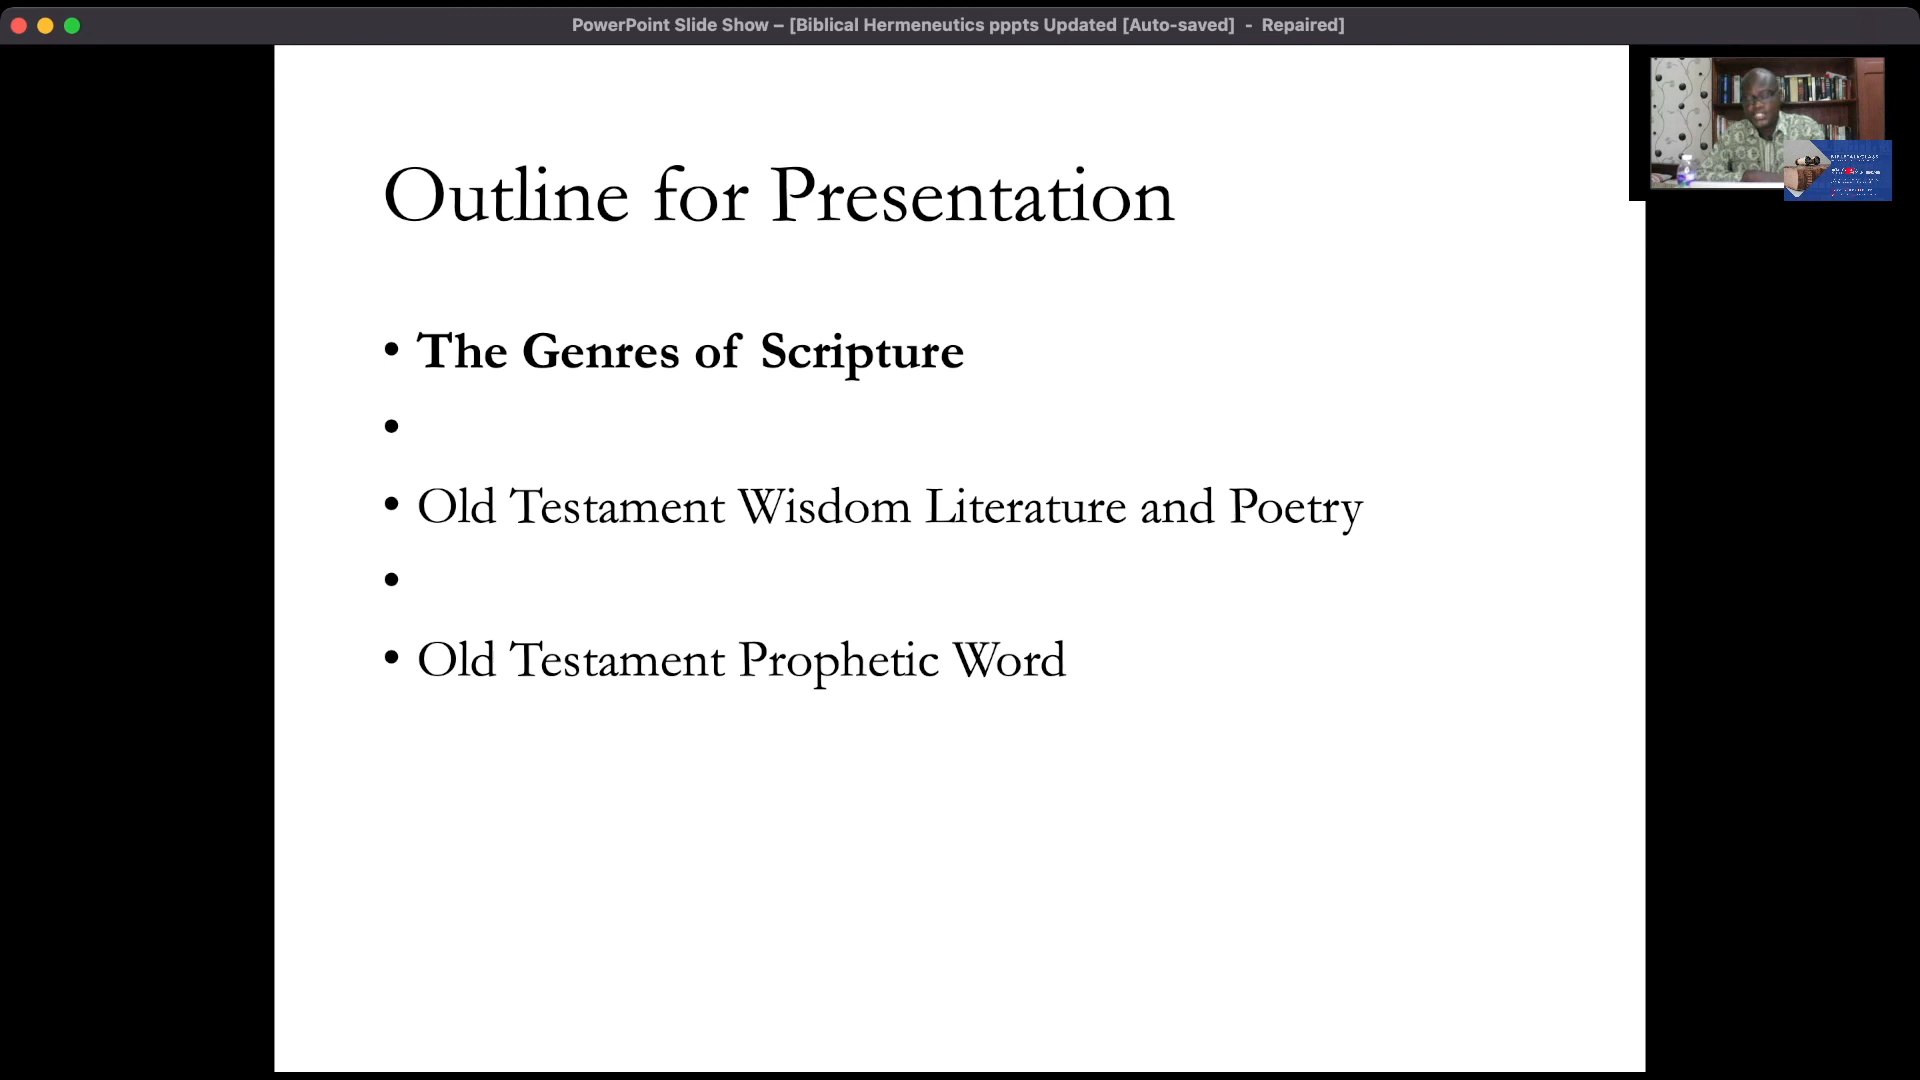 PowerPoint Slide Show – [Biblical Hermeneutics pppts Updated [Auto-saved]  -  Repaired]
Outline for Presentation
• The Genres of Scripture
•
• Old Testament Wisdom Literature and Poetry
•
• Old Testament Prophetic Word